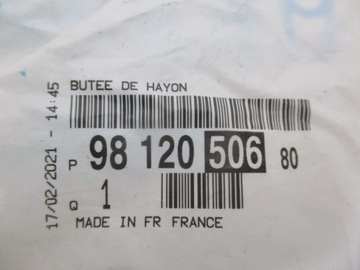 BUTEE DE HAYON
P 98 120 506 80
Q 1
MADE IN FR FRANCE
17/02/2021 - 14:45